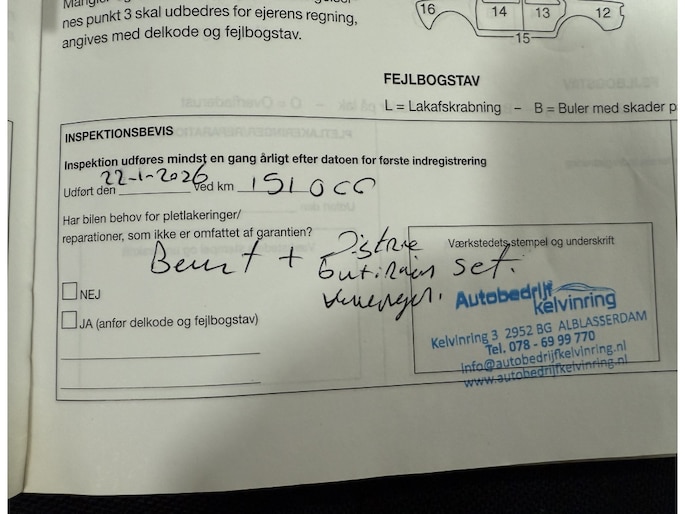 nes punkt 3 skal udbedres for ejerens regning,
angives med delkode og fejlbogstav.
16
14
13
12
15
FEJLBOGSTAV
L = Lakafskrabning – B = Buler med skader p
INSPEKTIONSBEVIS
Inspektion udføres mindst en gang årligt efter datoen for første indregistrering
Udført den 22-1-2026 ved km
Har bilen behov for pletlakeringer/
reparationer, som ikke er omfattet af garantien?
NEJ
JA (anfør delkode og fejlbogstav)
Værkstedets stempel og underskrift
Beurt +
set.
Autobedrijf
kelvinring
Kelvinring 3 2952 BG ALBLASSERDAM
Tel. 078 - 69 99 770
info@autobedrijfkelvinring.nl
www.autobedrijfkelvinring.nl